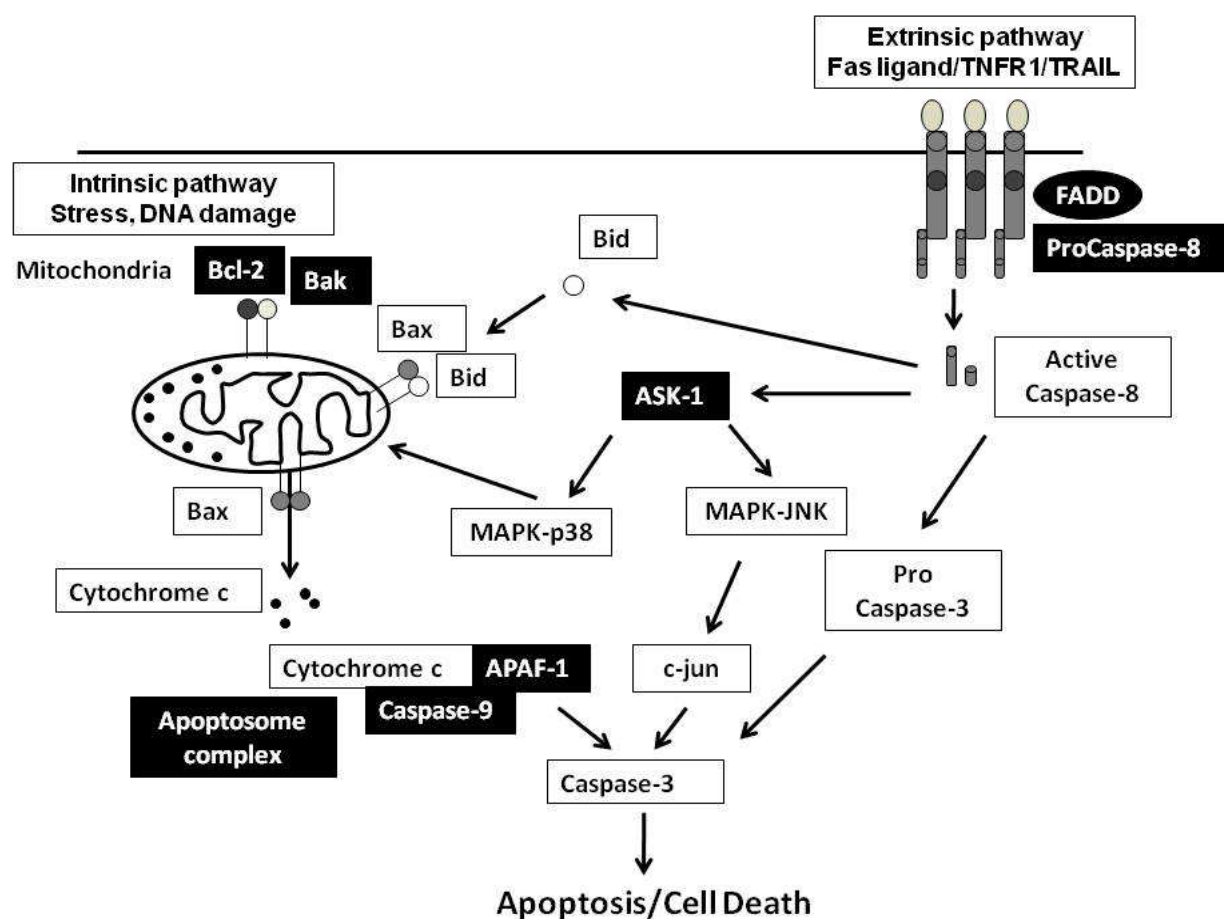 Extrinsic pathway
Fas ligand/TNFR1/TRAIL
Intrinsic pathway
Stress, DNA damage
FADD
ProCaspase-8
Bid
Mitochondria
Bcl-2
Bak
Bax
Bid
Active
Caspase-8
ASK-1
Bax
MAPK-p38
MAPK-JNK
Pro
Caspase-3
Cytochrome c
Cytochrome c
APAF-1
c-jun
Caspase-9
Apoptosome
complex
Caspase-3
Apoptosis/Cell Death